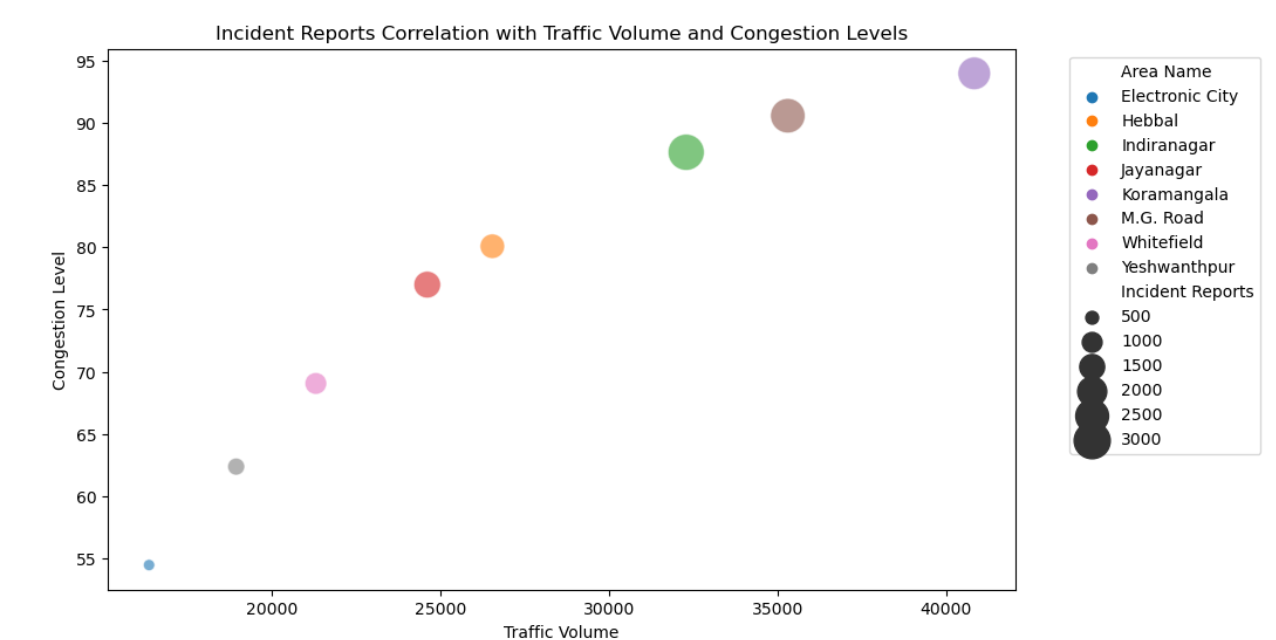 Incident Reports Correlation with Traffic Volume and Congestion Levels
95
90
85
80
75
70
65
60
55
Congestion Level
20000
25000
30000
35000
40000
Traffic Volume
Area Name
Electronic City
Hebbal
Indiranagar
Jayanagar
Koramangala
M.G. Road
Whitefield
Yeshwanthpur
Incident Reports
500
1000
1500
2000
2500
3000